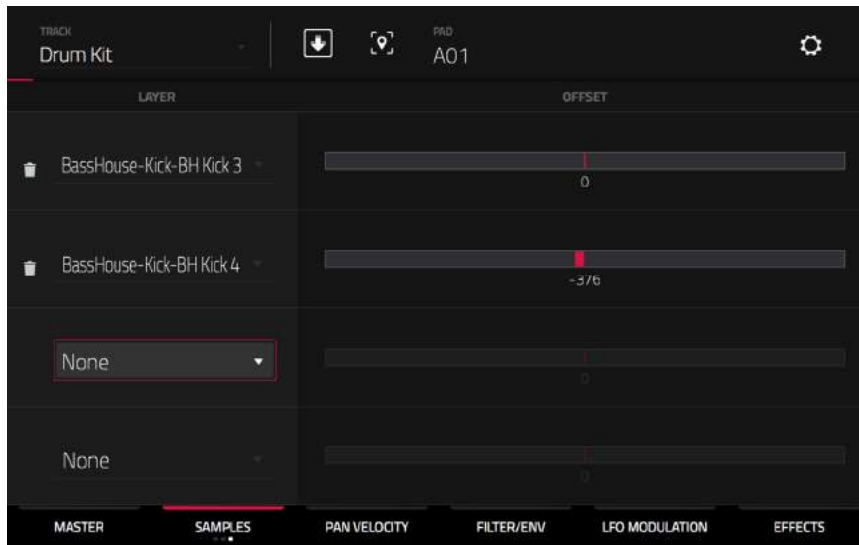 TRACK
Drum Kit
PAD
A01
LAYER OFFSET
BassHouse-Kick-BH Kick 3
0
BassHouse-Kick-BH Kick 4
-376
None
0
None
0
MASTER SAMPLES PAN VELOCITY FILTER/ENV LFO MODULATION EFFECTS